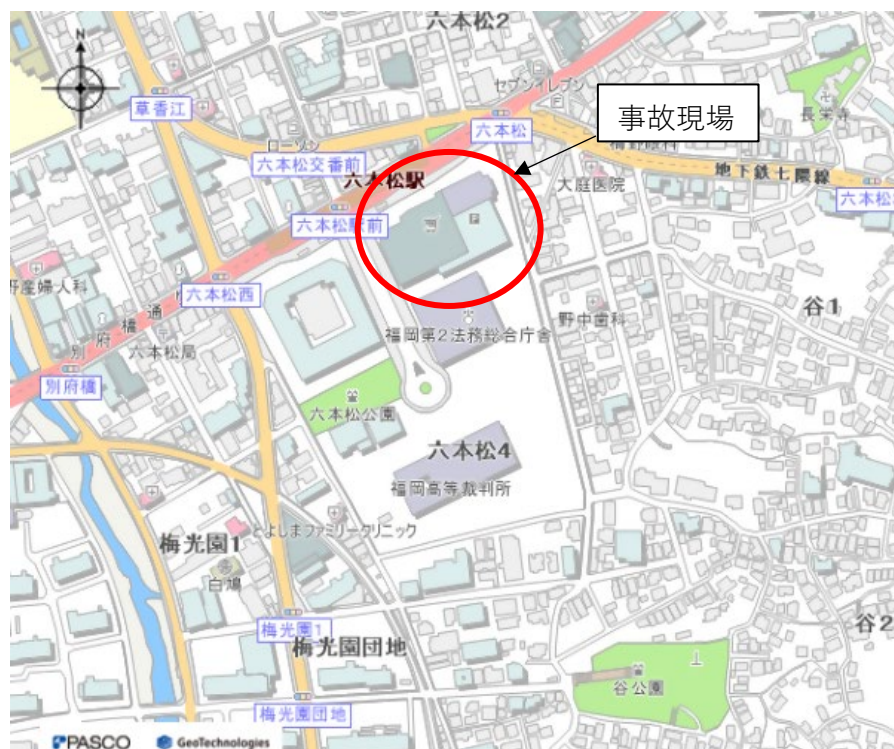 六本松2
N
セブンイレブン
草香江
六本松
事故現場
長栄寺
ローソン
六本松交番前
六本松駅
大庭医院
地下鉄七隈線
六本松駅前
六本松西
谷1
福岡第2法務総合庁舎
野中歯科
六本松局
別府橋通
別府橋
六本松公園
六本松4
福岡高等裁判所
とよしまファミリークリニック
梅光園1
白鳩
梅光園1
梅光園団地
谷2
谷公園
梅光園団地
PASCO
GeoTechnologies